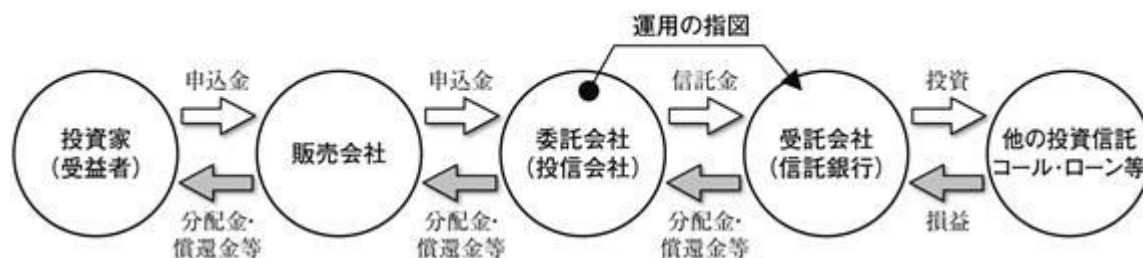 運用の指図
申込金
申込金
信託金
投資
投資家
(受益者)
販売会社
委託会社
(投信会社)
受託会社
(信託銀行)
他の投資信託
コール・ローン等
分配金・
償還金等
分配金・
償還金等
分配金・
償還金等
損益